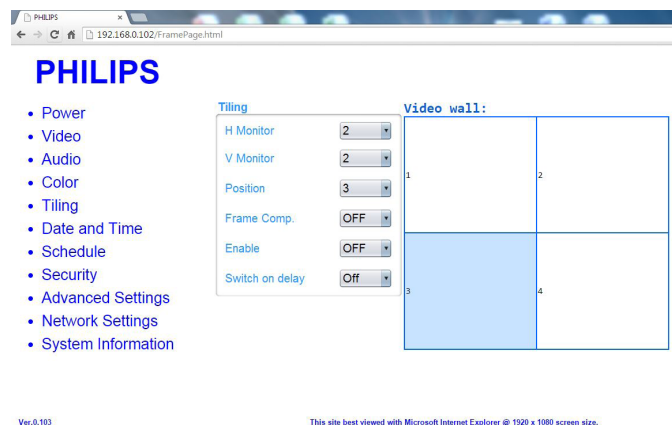 PHILIPS
192.168.0.102/FramePage.html
PHILIPS
Power
Video
Audio
Color
Tiling
Date and Time
Schedule
Security
Advanced Settings
Network Settings
System Information
Tiling
H Monitor 2
V Monitor 2
Position 3
Frame Comp. OFF
Enable OFF
Switch on delay Off
Video wall:
1 2
3 4
Ver.0.103 This site best viewed with Microsoft Internet Explorer @ 1920 x 1080 screen size.